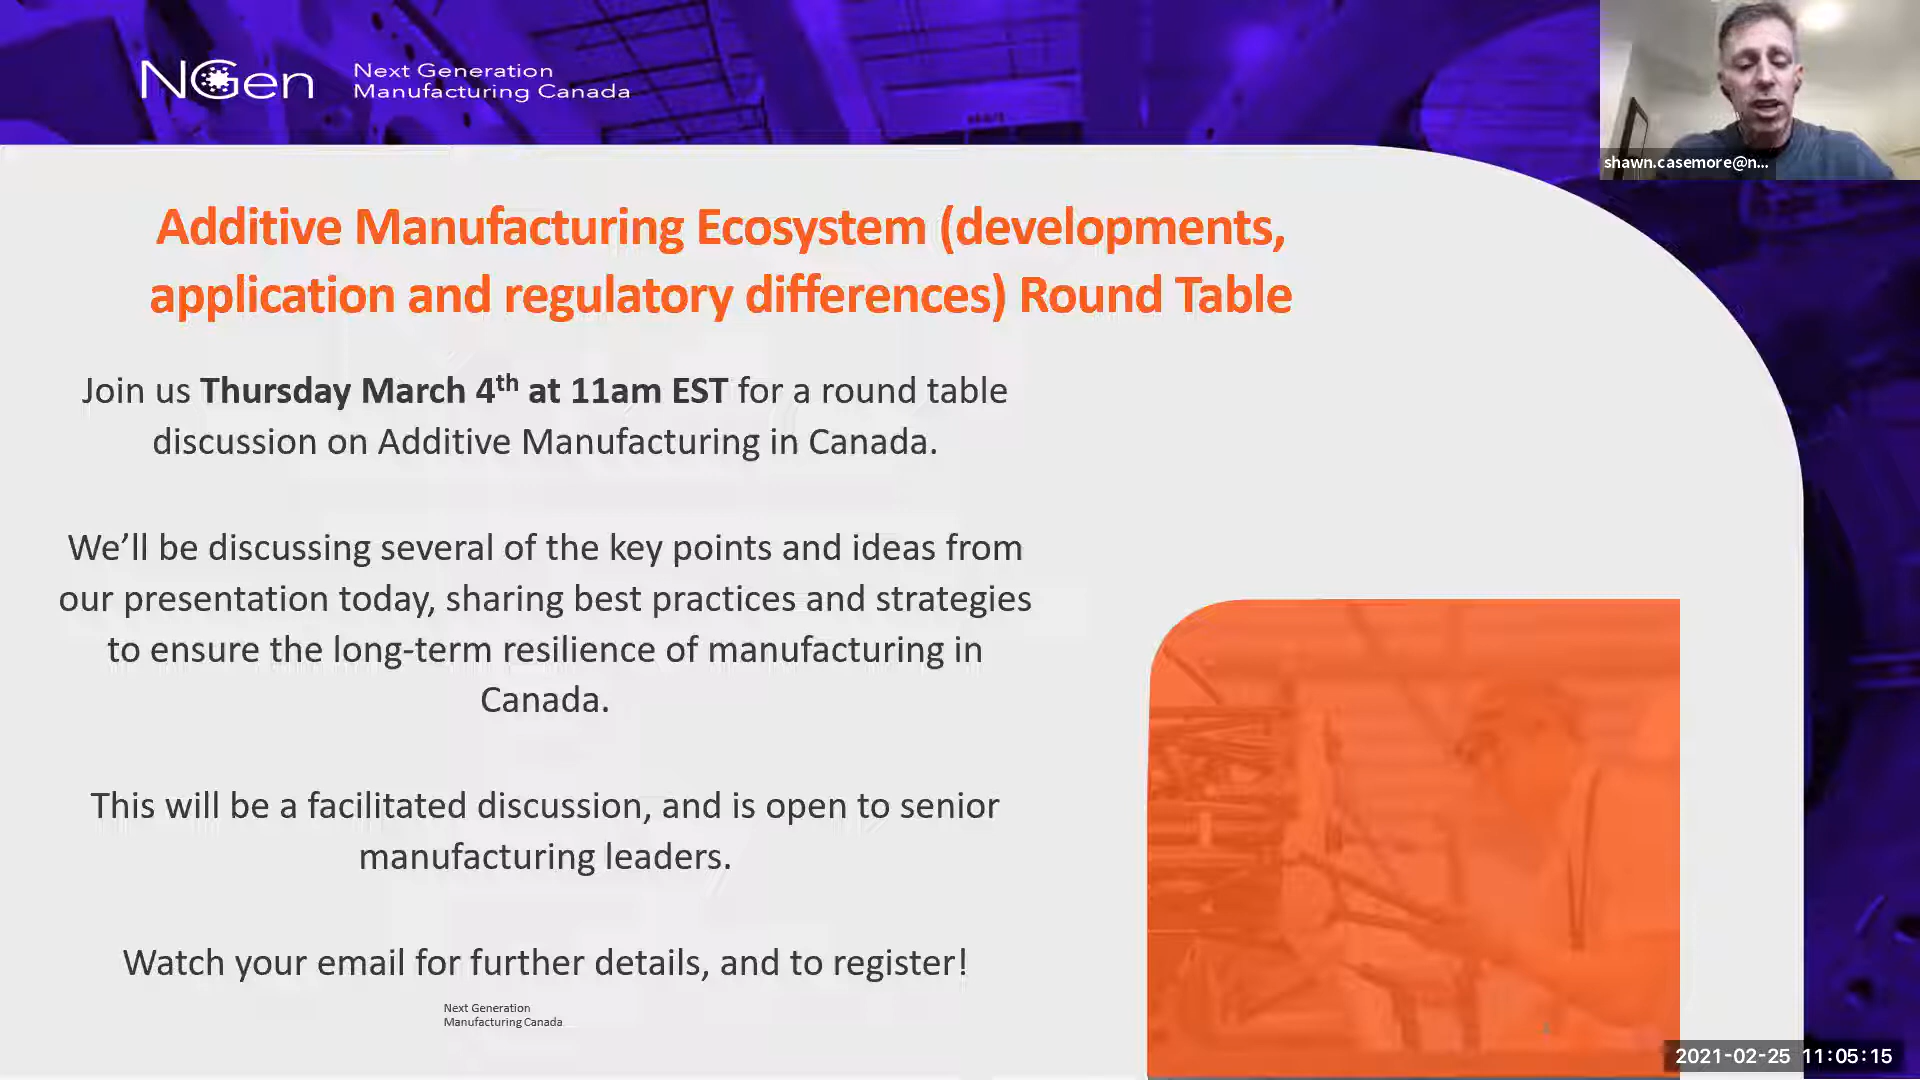 NGen
Next Generation
Manufacturing Canada
shawn.casemore@n...
Additive Manufacturing Ecosystem (developments,
application and regulatory differences) Round Table
Join us Thursday March 4th at 11am EST for a round table
discussion on Additive Manufacturing in Canada.
We’ll be discussing several of the key points and ideas from
our presentation today, sharing best practices and strategies
to ensure the long-term resilience of manufacturing in
Canada.
This will be a facilitated discussion, and is open to senior
manufacturing leaders.
Watch your email for further details, and to register!
Next Generation
Manufacturing Canada
2021-02-25 11:05:15